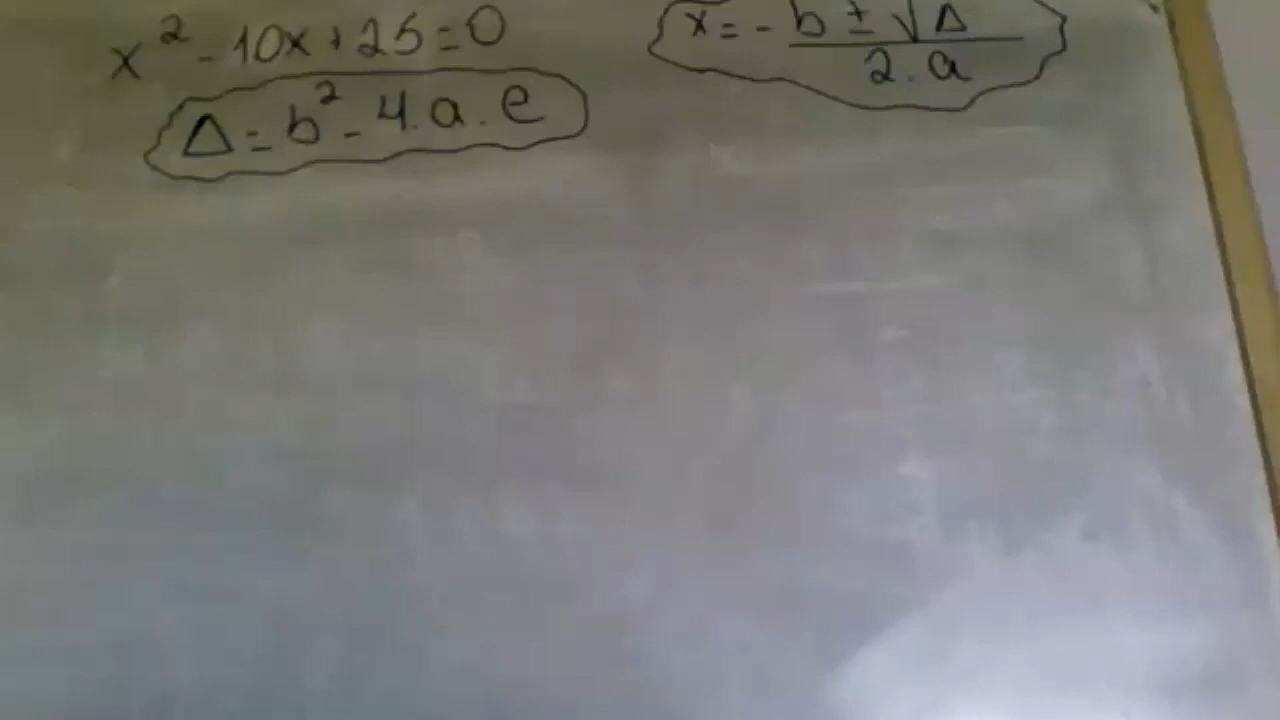 x² - 10x + 25 = 0
Δ = b² - 4.a.c
x = - b ± √Δ / 2.a